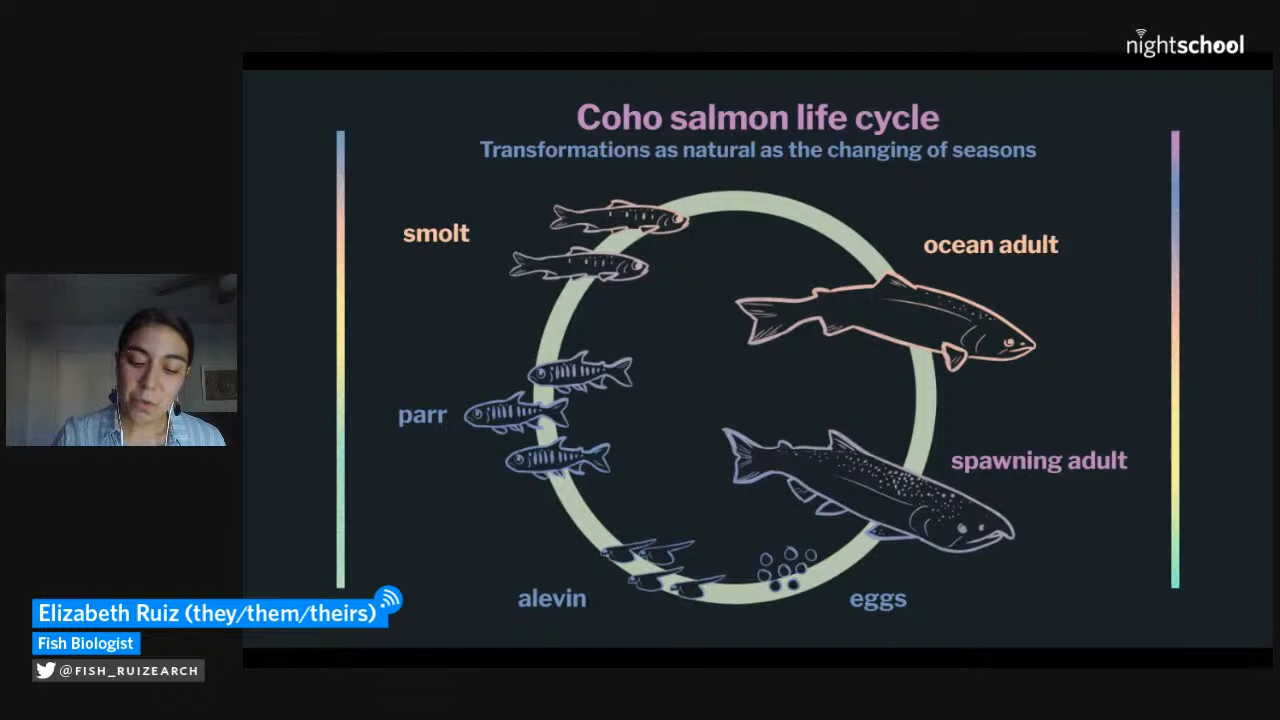 nightschool
Coho salmon life cycle
Transformations as natural as the changing of seasons
smolt
ocean adult
parr
spawning adult
alevin
eggs
Elizabeth Ruiz (they/them/theirs)
Fish Biologist
@FISH_RUIZEARCH